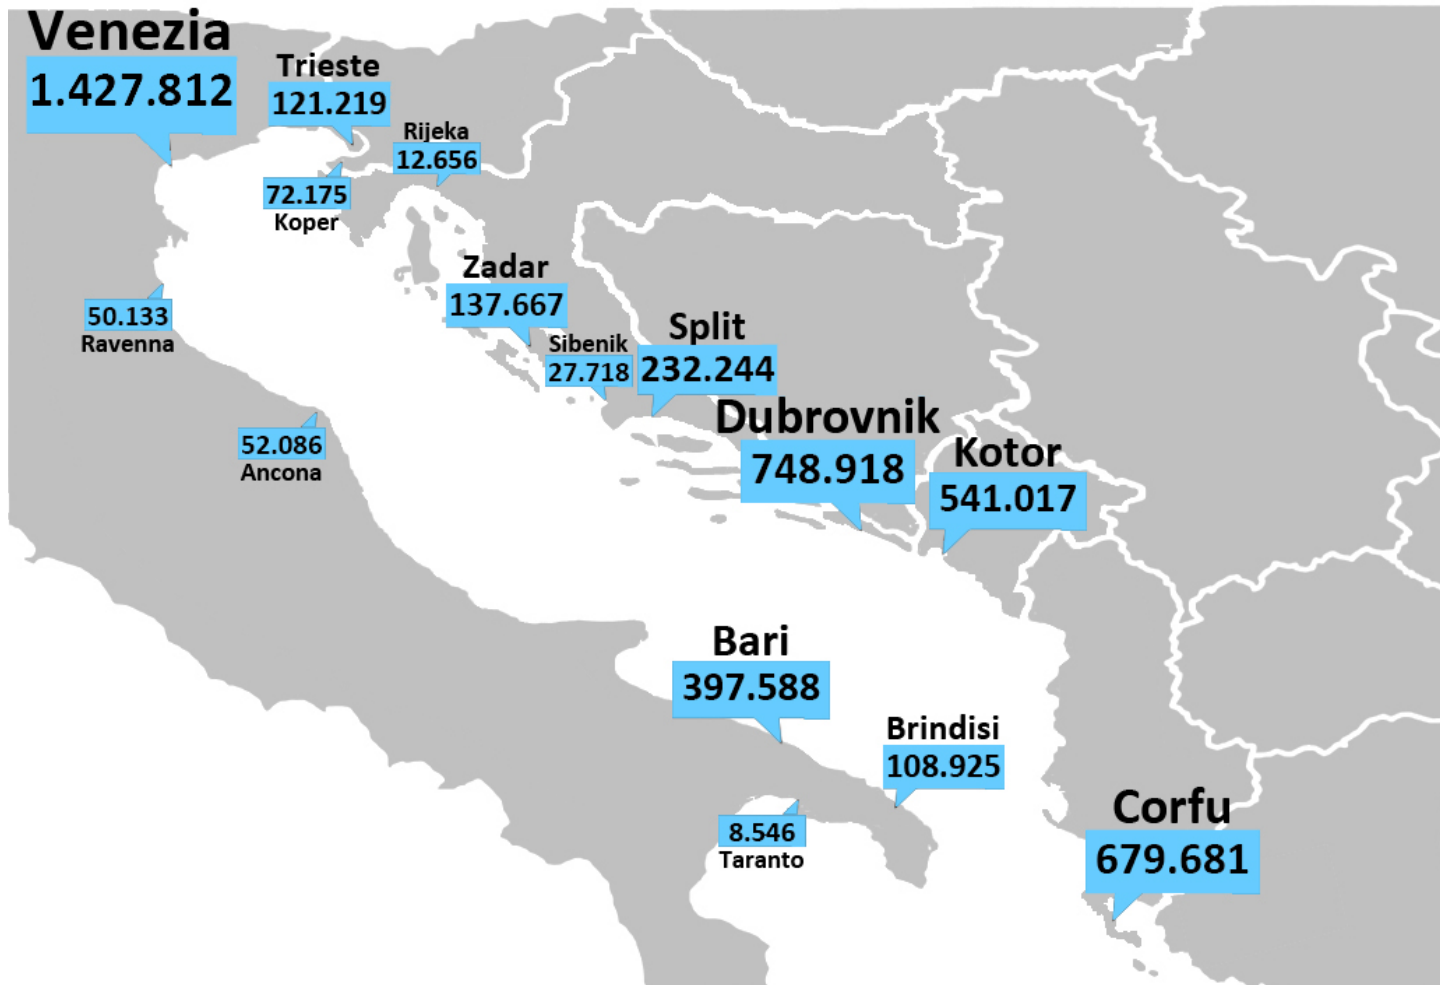 Venezia
1.427.812
Trieste
121.219
Rijeka
12.656
72.175
Koper
Zadar
137.667
50.133
Ravenna
Sibenik
27.718
Split
232.244
52.086
Ancona
Dubrovnik
748.918
Kotor
541.017
Bari
397.588
Brindisi
108.925
8.546
Taranto
Corfu
679.681